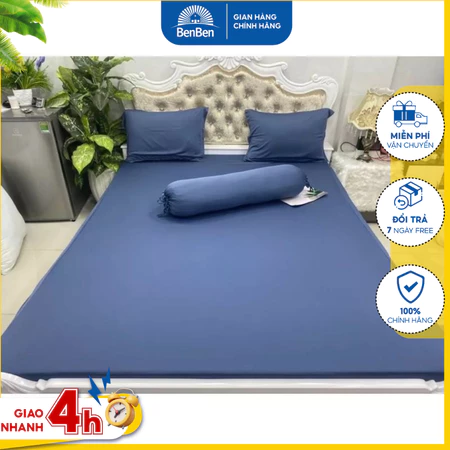 BenBen
GIAN HÀNG
CHÍNH HÃNG
MIỄN PHÍ
VẬN CHUYỂN
ĐỔI TRẢ
7 NGÀY FREE
100%
CHÍNH HÃNG
GIAO
NHANH
4h